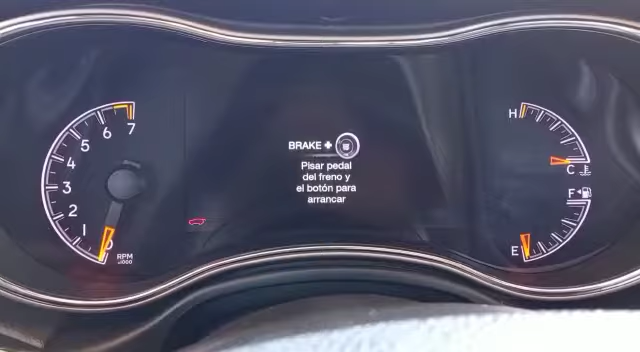 H
6
7
5
4
3
2
1
0
RPM
x1000
BRAKE +
Pisar pedal
del freno y
el botón para
arrancar
C
F
E